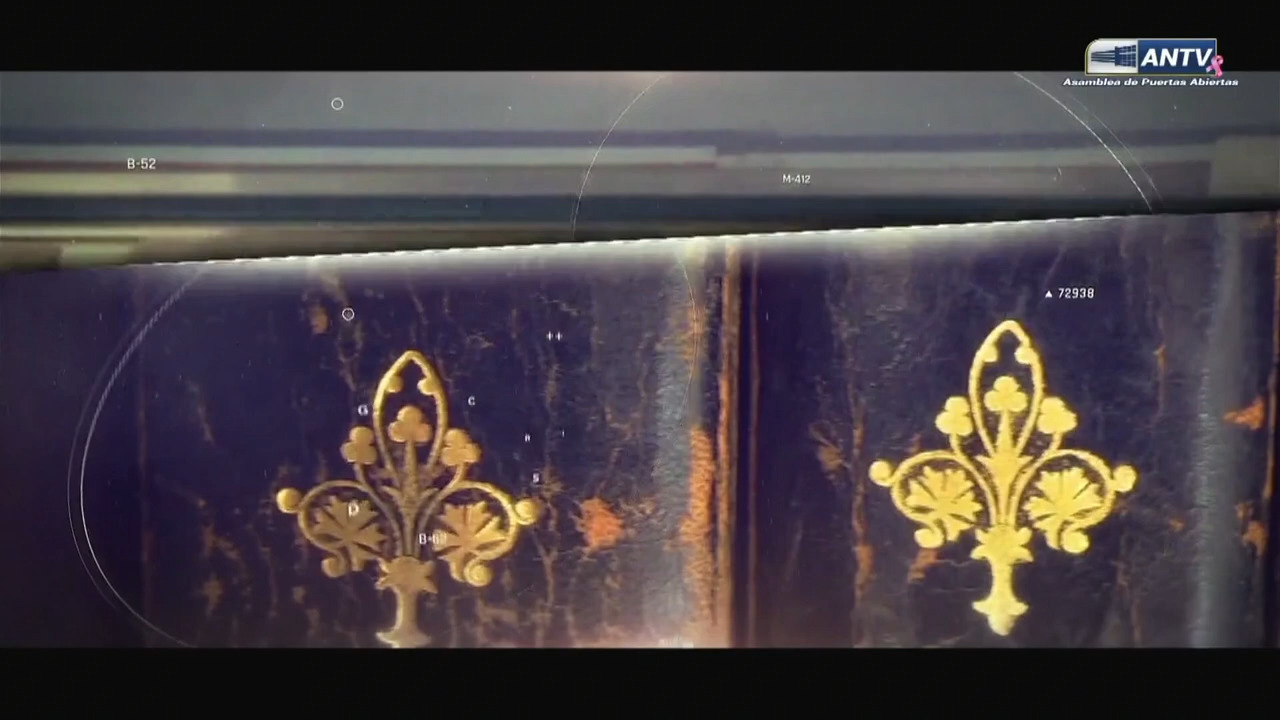 ANTV
Asamblea de Puertas Abiertas
B-52
M-412
72938
C
G
S
D